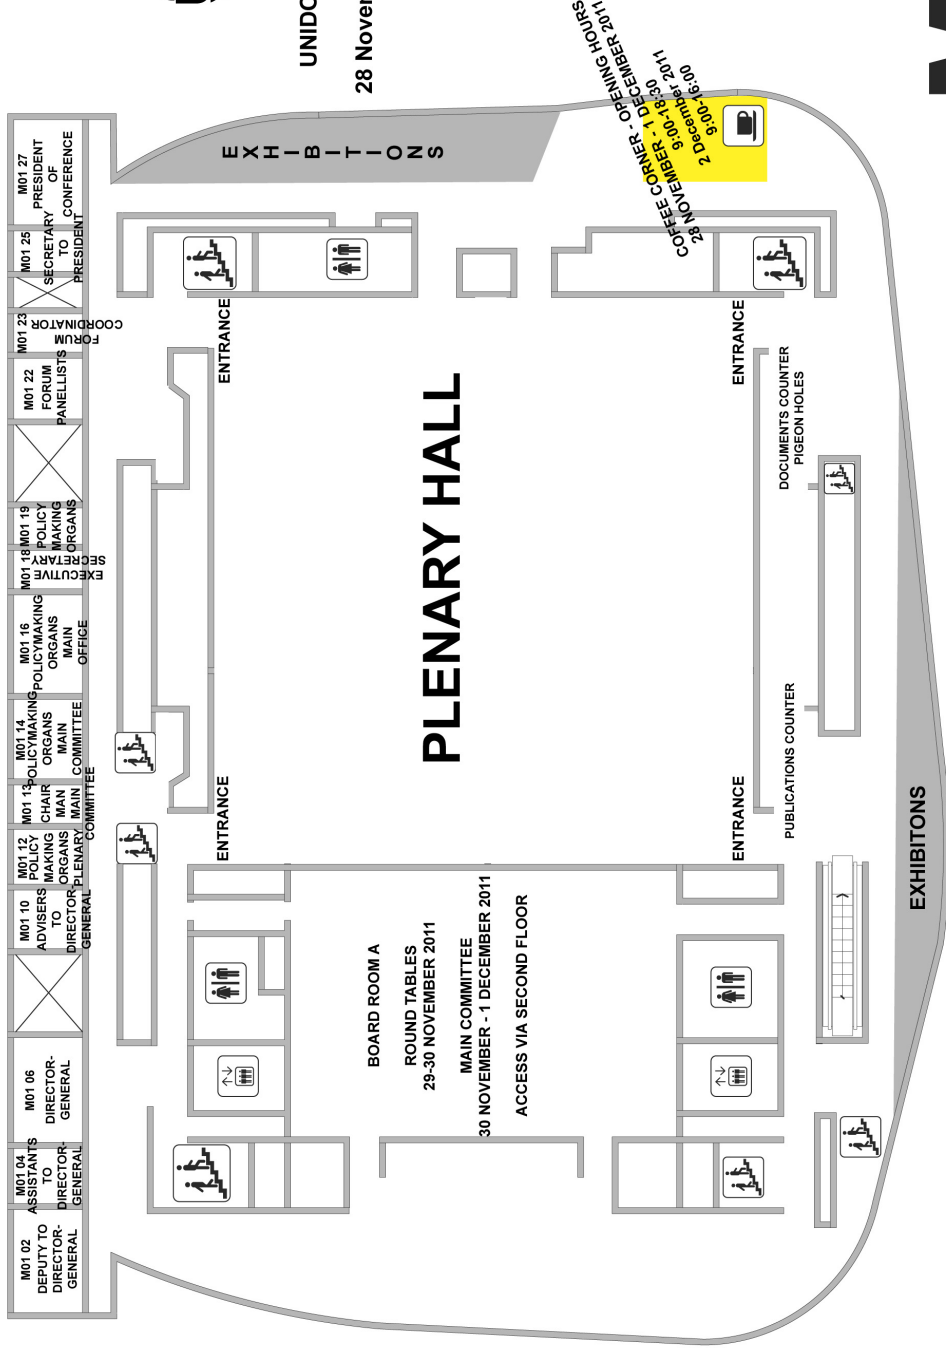 UNIDO
28 Novem
M01 02
DEPUTY TO
DIRECTOR-
GENERAL
M01 04
ASSISTANTS
TO
DIRECTOR-
GENERAL
M01 06
DIRECTOR-
GENERAL
M01 10
ADVISERS
TO
DIRECTOR-
GENERAL
M01 12
POLICY
MAKING
ORGANS
PLENARY
M01 13
CHAIR
MAN
MAIN
COMMITTEE
M01 14
POLICYMAKING
ORGANS
MAIN
COMMITTEE
M01 16
POLICYMAKING
ORGANS
MAIN
OFFICE
M01 18
EXECUTIVE
SECRETARY
M01 19
POLICY
MAKING
ORGANS
M01 22
FORUM
PANELLISTS
M01 23
FORUM
COORDINATOR
M01 25
SECRETARY
TO
PRESIDENT
M01 27
PRESIDENT
OF
CONFERENCE
EXHIBITIONS
ENTRANCE
ENTRANCE
PLENARY HALL
BOARD ROOM A
ROUND TABLES
29-30 NOVEMBER 2011
MAIN COMMITTEE
30 NOVEMBER - 1 DECEMBER 2011
ACCESS VIA SECOND FLOOR
COFFEE CORNER - OPENING HOURS
28 NOVEMBER - 1 DECEMBER 2011
9:00-18:30
2 December 2011
9:00-16:00
ENTRANCE
ENTRANCE
PUBLICATIONS COUNTER
DOCUMENTS COUNTER
PIGEON HOLES
EXHIBITONS